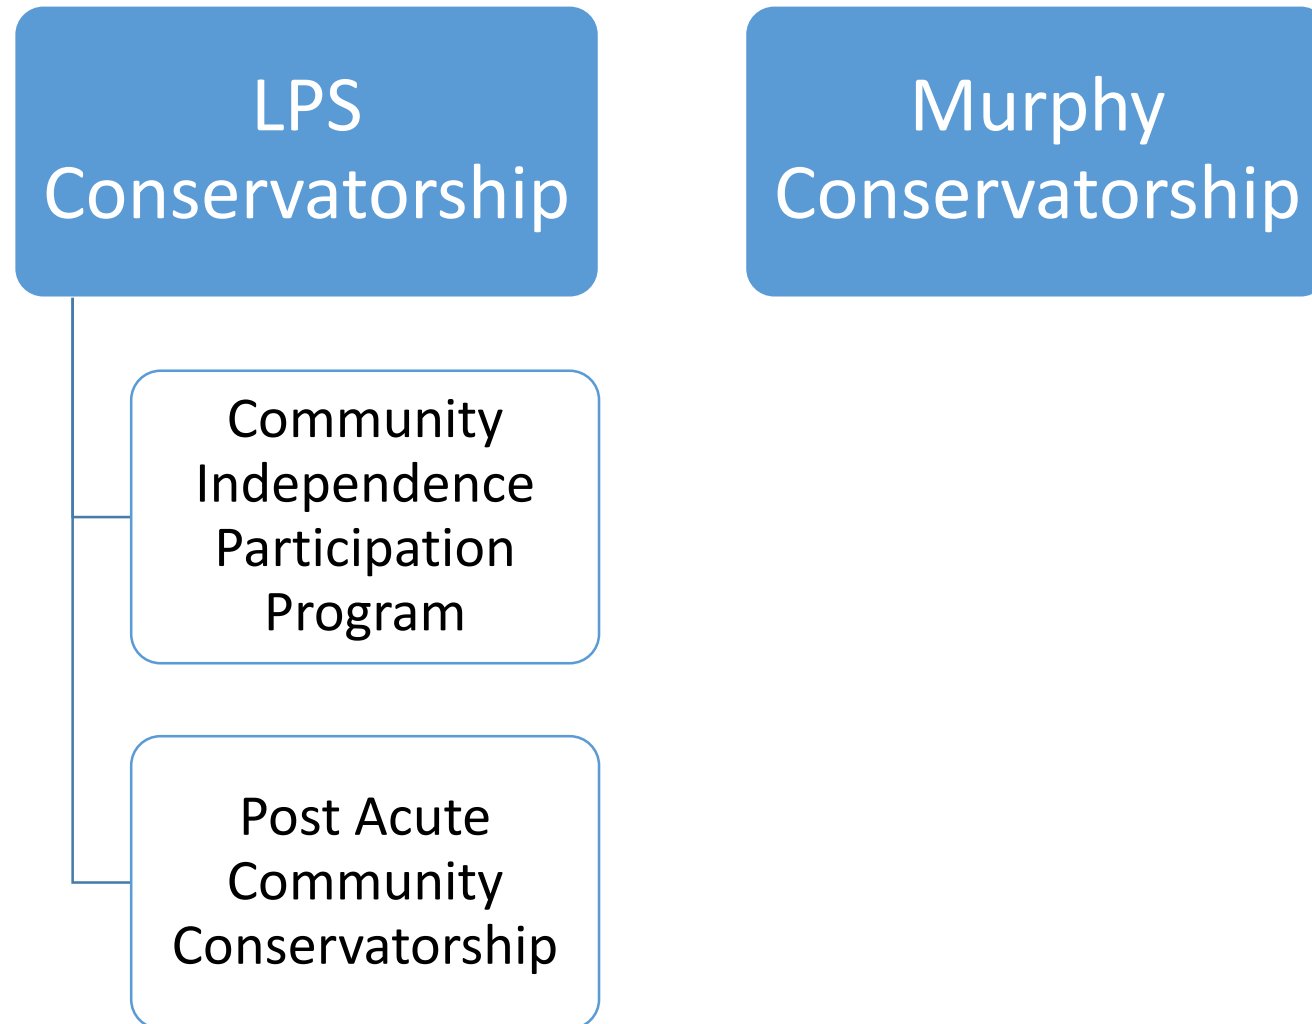 LPS
Conservatorship
Community
Independence
Participation
Program
Post Acute
Community
Conservatorship
Murphy
Conservatorship